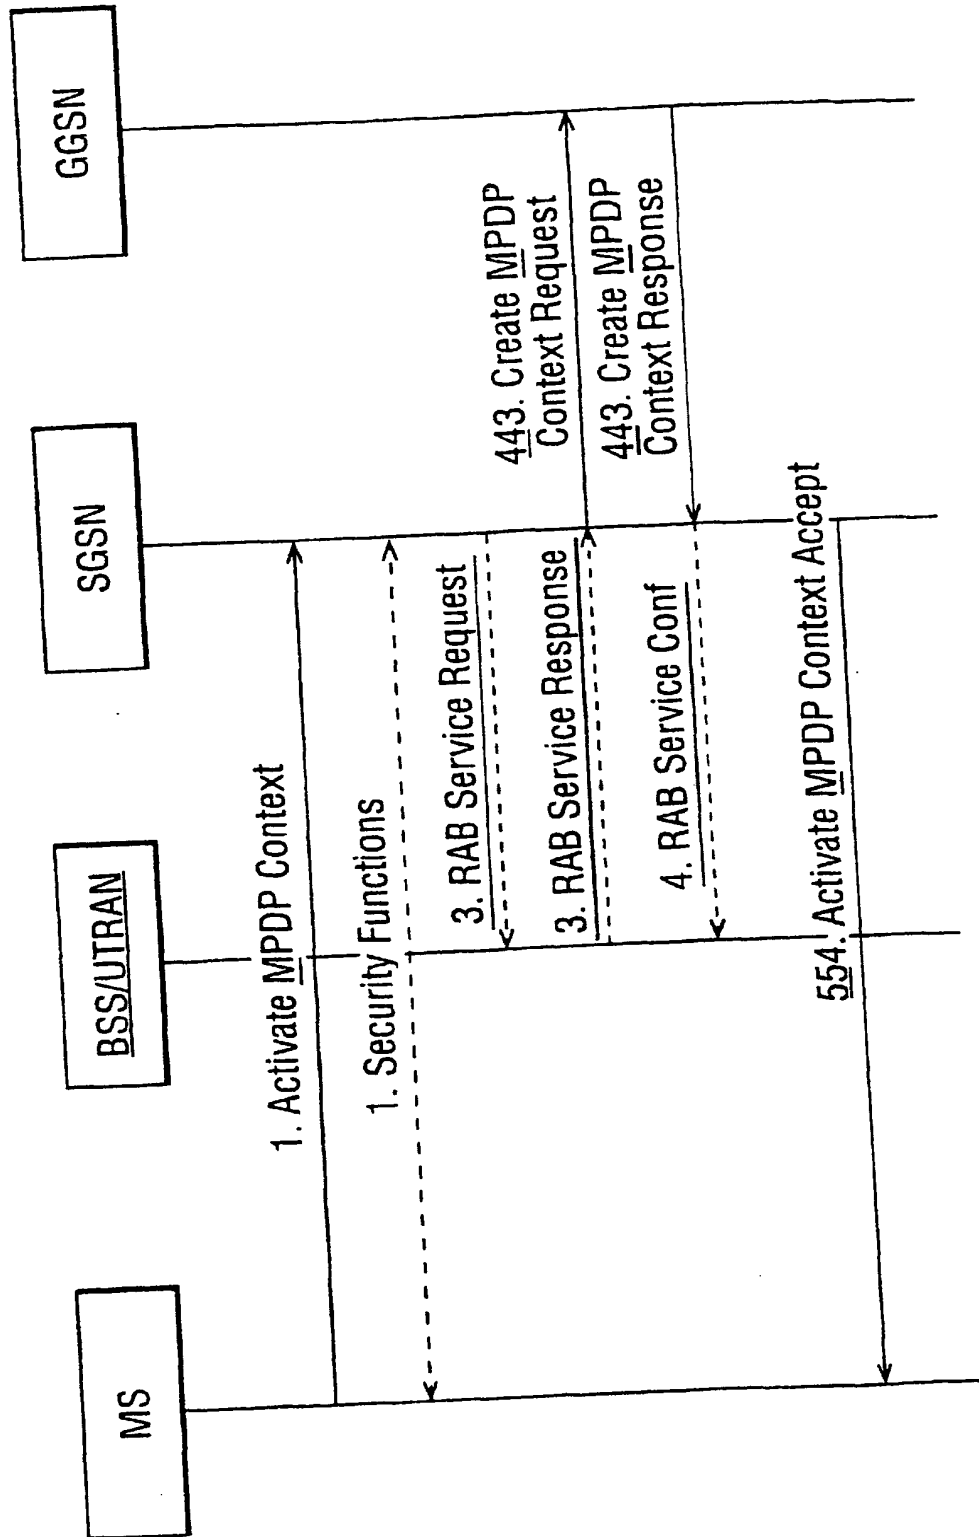 MS
BSS/UTRAN
SGSN
GGSN
1. Activate MPDP Context
1. Security Functions
3. RAB Service Request
3. RAB Service Response
443. Create MPDP
Context Request
443. Create MPDP
Context Response
4. RAB Service Conf
554. Activate MPDP Context Accept